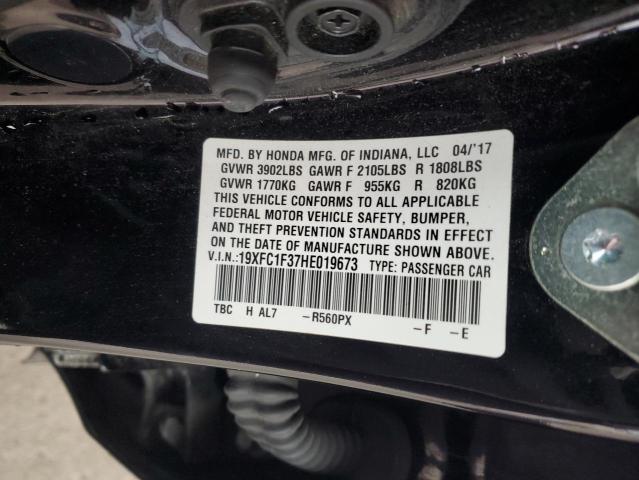 MFD. BY HONDA MFG. OF INDIANA, LLC 04/'17
GVWR 3902LBS GAWR F 2105LBS R 1808LBS
GVWR 1770KG GAWR F 955KG R 820KG
THIS VEHICLE CONFORMS TO ALL APPLICABLE
FEDERAL MOTOR VEHICLE SAFETY, BUMPER,
AND THEFT PREVENTION STANDARDS IN EFFECT
ON THE DATE OF MANUFACTURE SHOWN ABOVE.
V.I.N.:19XFC1F37HE019673 TYPE: PASSENGER CAR
TBC H AL7 -R560PX -F -E